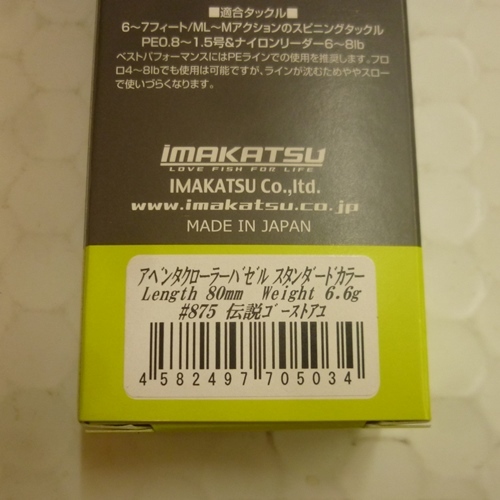 ■適合タックル
6～7フィート/ML～Mアクションのスピニングタックル
PE0.8～1.5号&ナイロンリーダー6～8lb
ベストパフォーマンスにはPEラインでの使用を推奨します。フロ
ロ4～8lbでも使用は可能ですが、ラインが沈むためややスロー
で使いづらくなります。
IMAKATSU
LOVE FISH FOR LIFE
IMAKATSU Co.,ltd.
www.imakatsu.co.jp
MADE IN JAPAN
アベンタクローラーバゼル スタンダードカラー
Length 80mm Weight 6.6g
#875 伝説ゴーストアユ
4 582497 705034